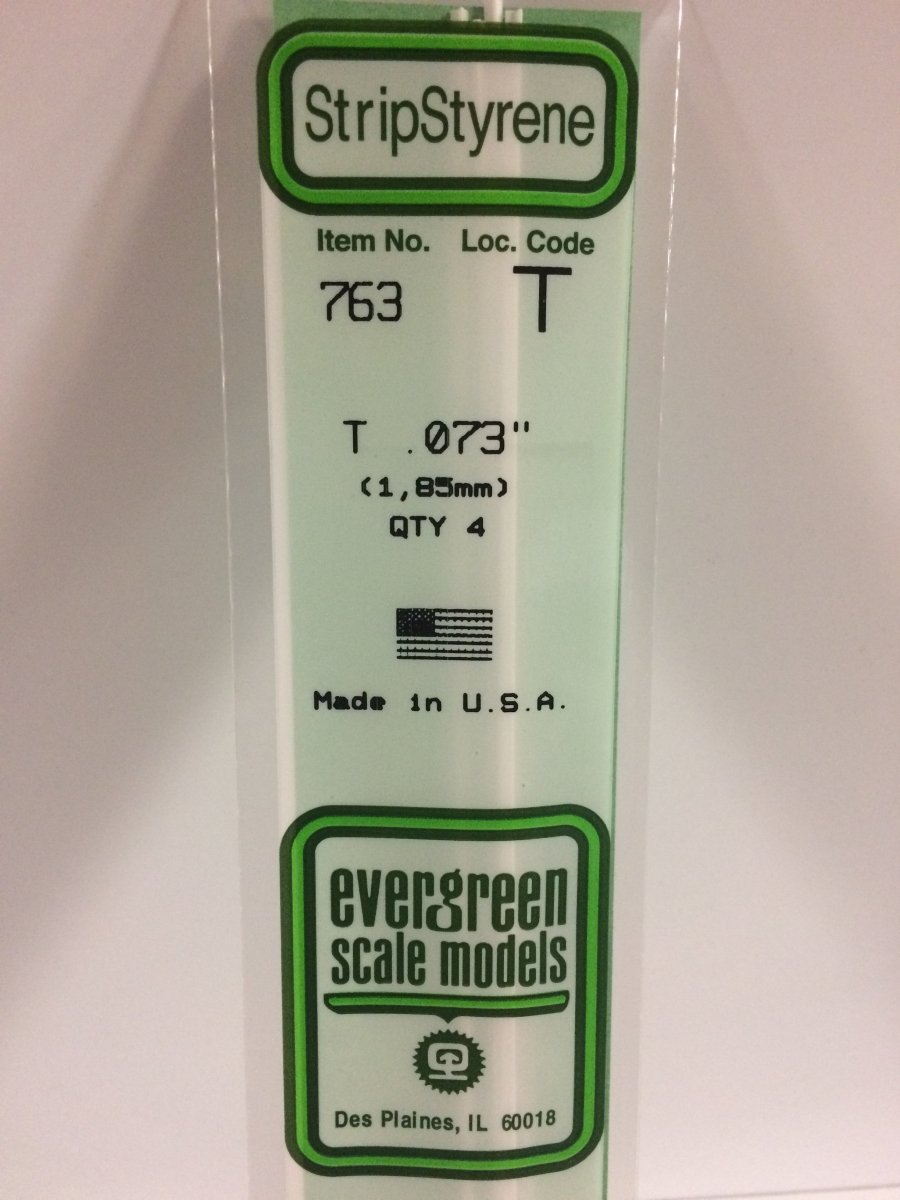 StripStyrene
Item No. Loc. Code
763 T
T .073"
(1,85mm)
QTY 4
Made in U.S.A.
evergreen
scale models
Des Plaines, IL 60018